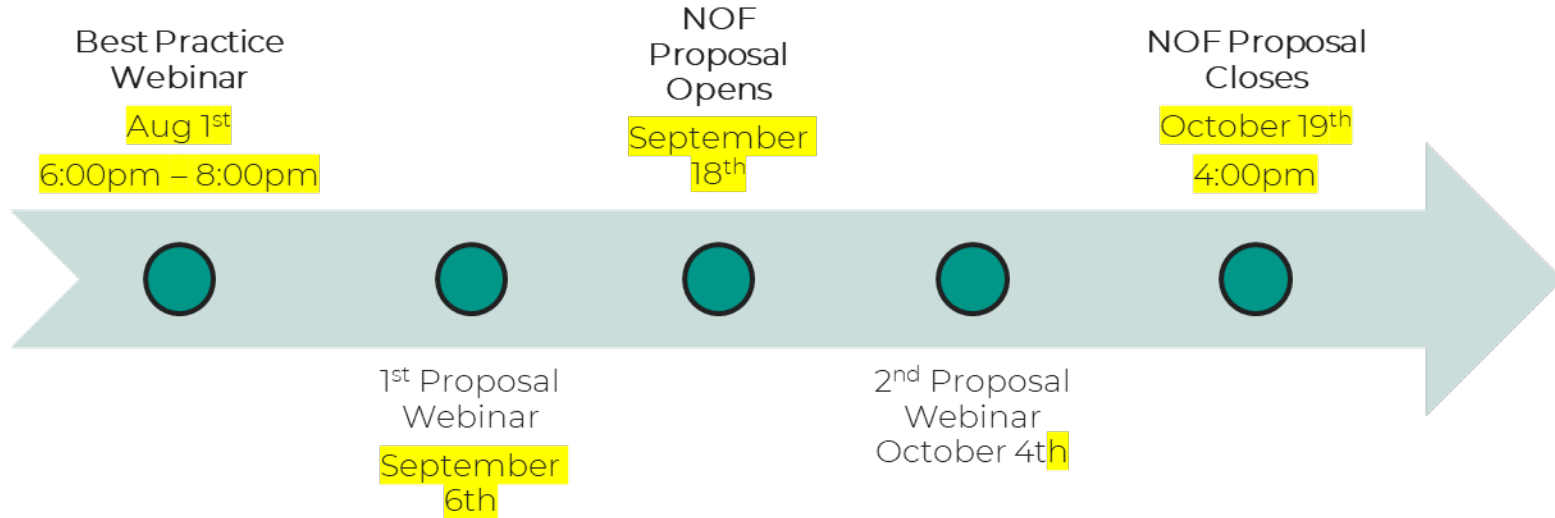 Best Practice
Webinar
Aug 1st
6:00pm – 8:00pm
1st Proposal
Webinar
September
6th
NOF
Proposal
Opens
September
18th
2nd Proposal
Webinar
October 4th
NOF Proposal
Closes
October 19th
4:00pm